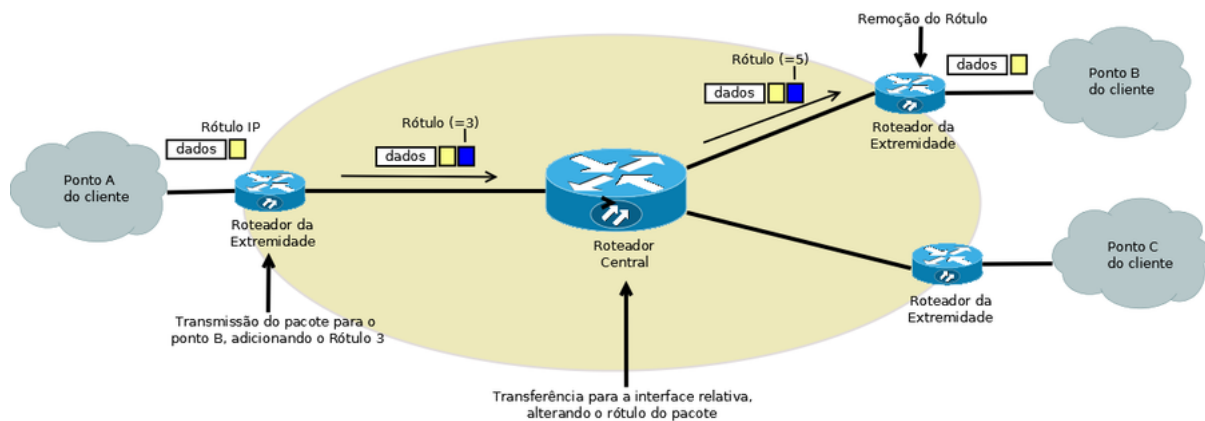 Remoção do Rótulo
dados
Ponto B
do cliente
Rótulo (=5)
dados
Roteador da
Extremidade
Rótulo IP
dados
Rótulo (=3)
dados
Ponto A
do cliente
Roteador da
Extremidade
Roteador
Central
Ponto C
do cliente
Roteador da
Extremidade
Transmissão do pacote para o
ponto B, adicionando o Rótulo 3
Transferência para a interface relativa,
alterando o rótulo do pacote